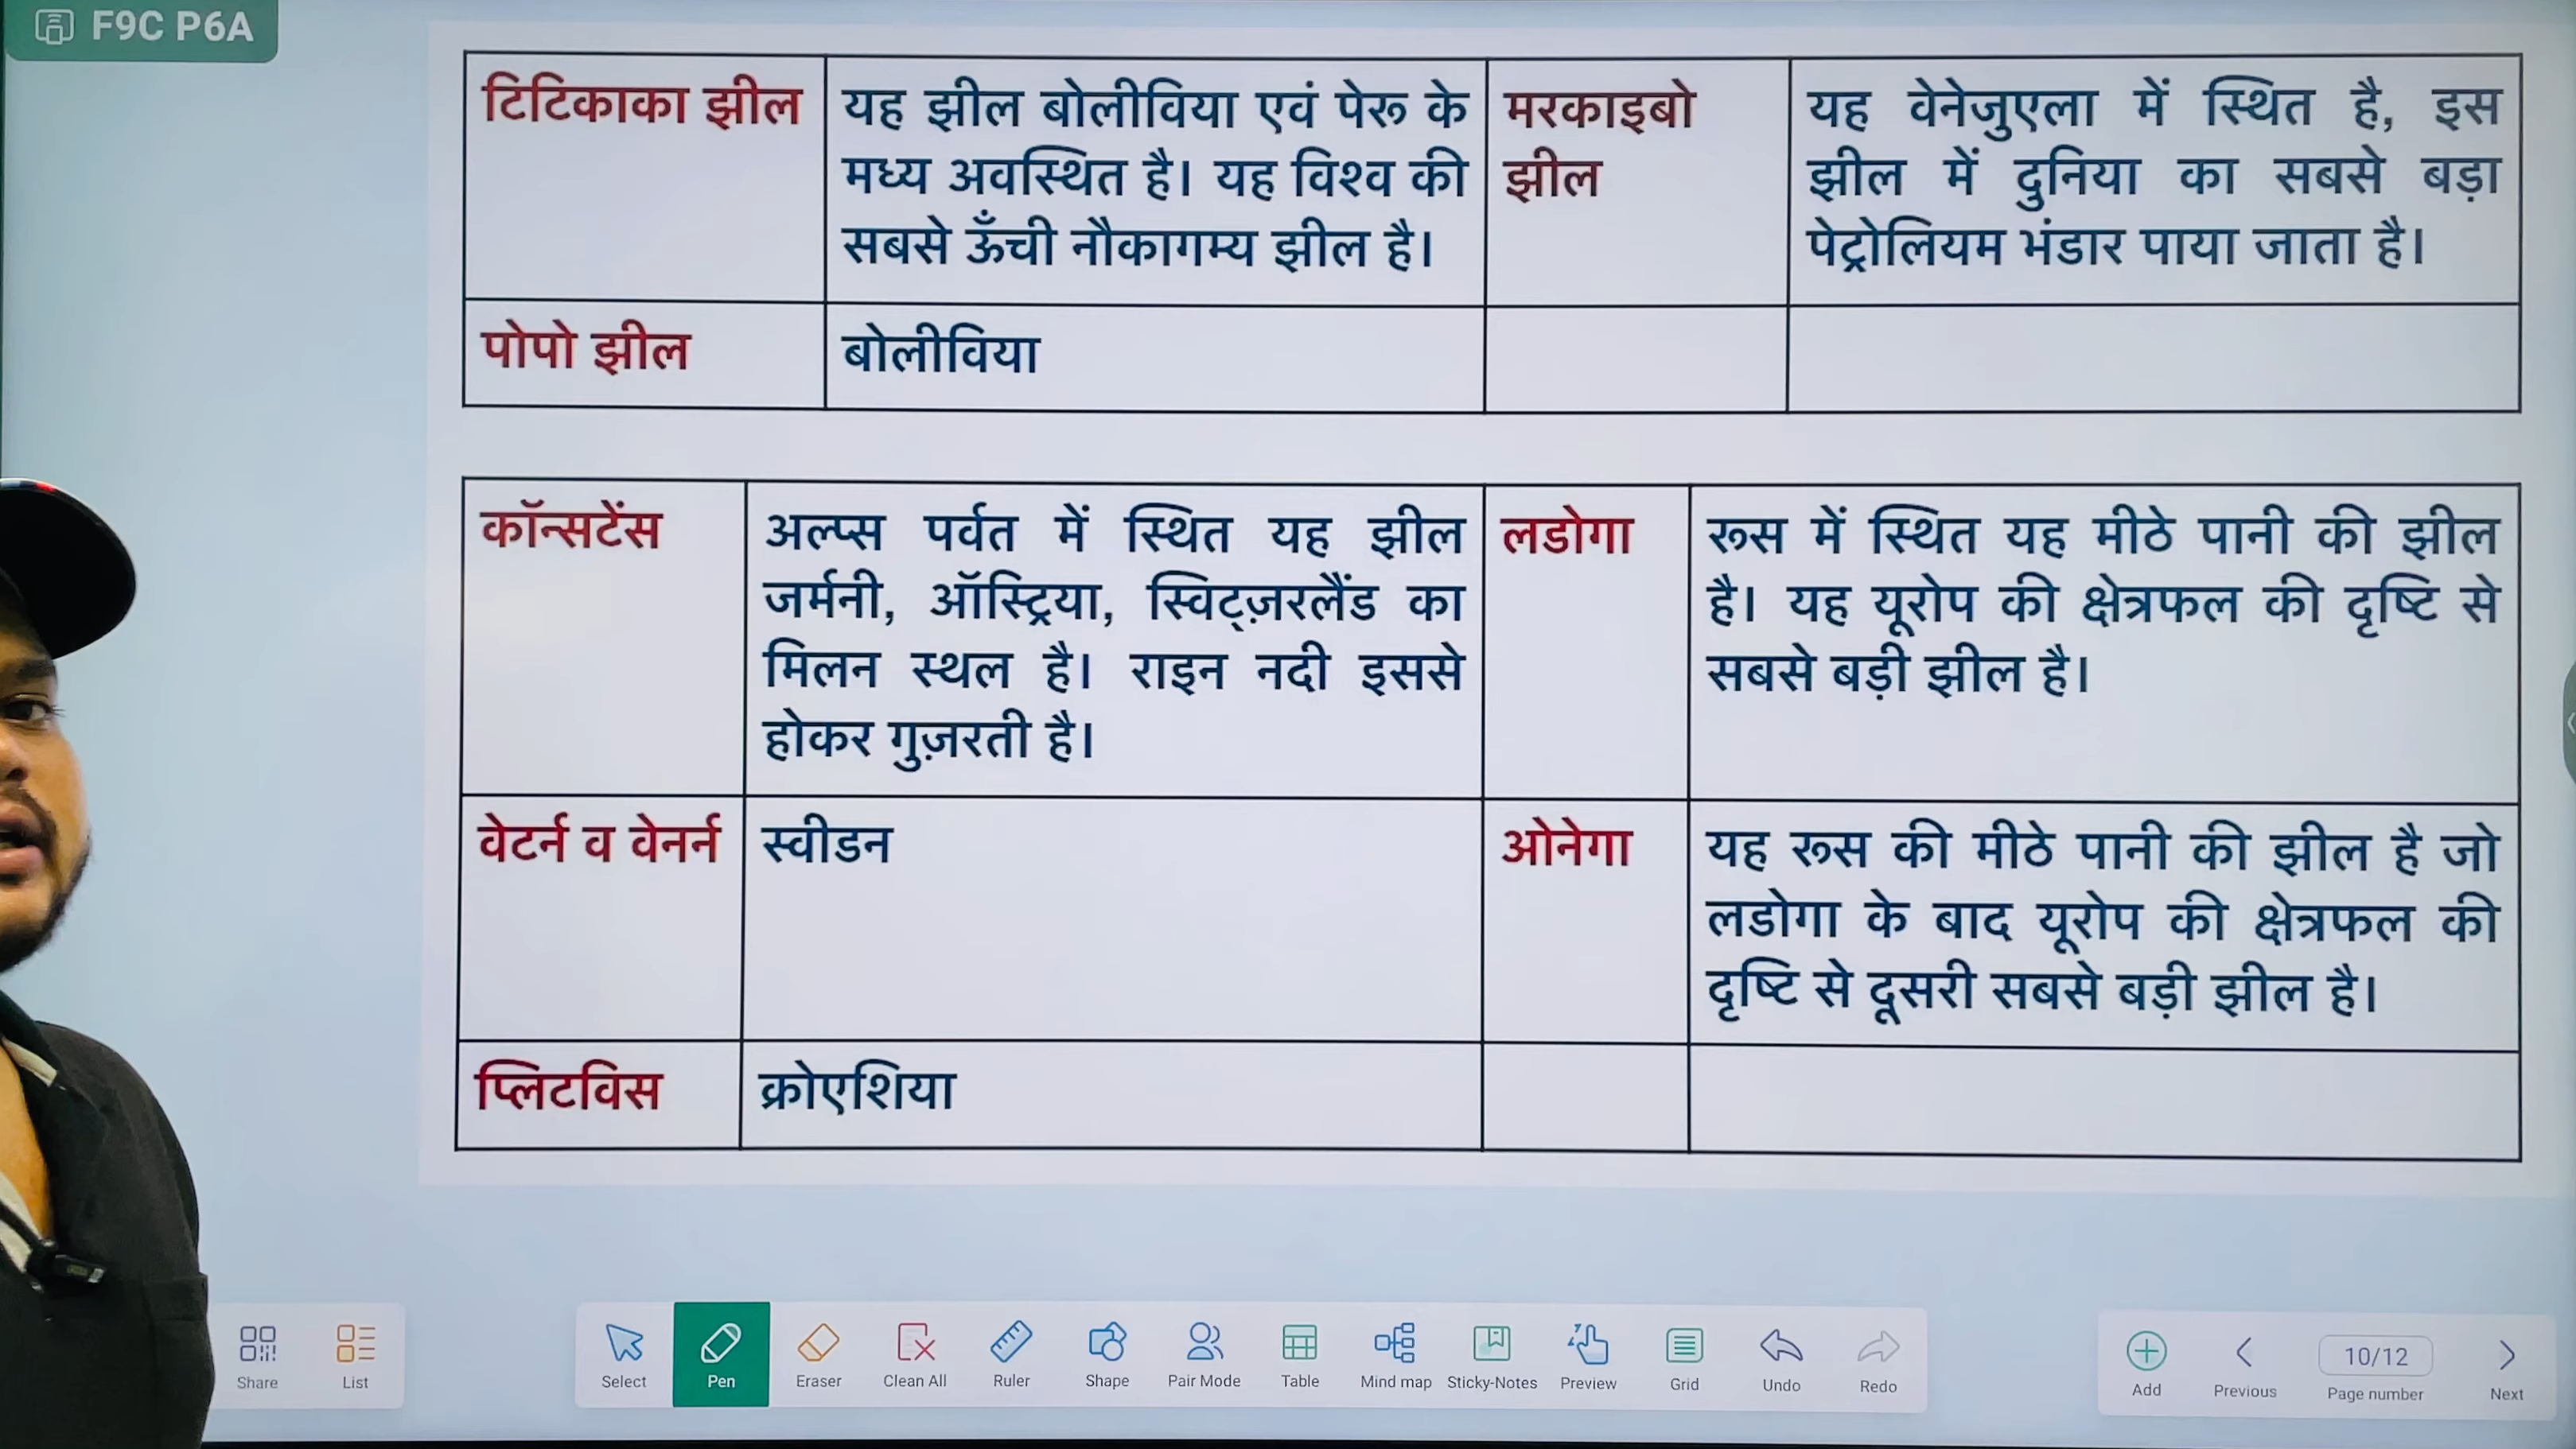 F9C P6A
टिटिकाका झील
यह झील बोलीविया एवं पेरू के
मध्य अवस्थित है। यह विश्व की
सबसे ऊँची नौकागम्य झील है।
मरकाइबो
झील
यह वेनेजुएला में स्थित है, इस
झील में दुनिया का सबसे बड़ा
पेट्रोलियम भंडार पाया जाता है।
पोपो झील
बोलीविया
कॉन्सटेंस
अल्प्स पर्वत में स्थित यह झील
जर्मनी, ऑस्ट्रिया, स्विट्ज़रलैंड का
मिलन स्थल है। राइन नदी इससे
होकर गुज़रती है।
लडोगा
रूस में स्थित यह मीठे पानी की झील
है। यह यूरोप की क्षेत्रफल की दृष्टि से
सबसे बड़ी झील है।
वेटर्न व वेनर्न
स्वीडन
ओनेगा
यह रूस की मीठे पानी की झील है जो
लडोगा के बाद यूरोप की क्षेत्रफल की
दृष्टि से दूसरी सबसे बड़ी झील है।
प्लिटविस
क्रोएशिया
Share
List
Select
Pen
Eraser
Clean All
Ruler
Shape
Pair Mode
Table
Mind map
Sticky-Notes
Preview
Grid
Undo
Redo
Add
Previous
10/12
Page number
Next